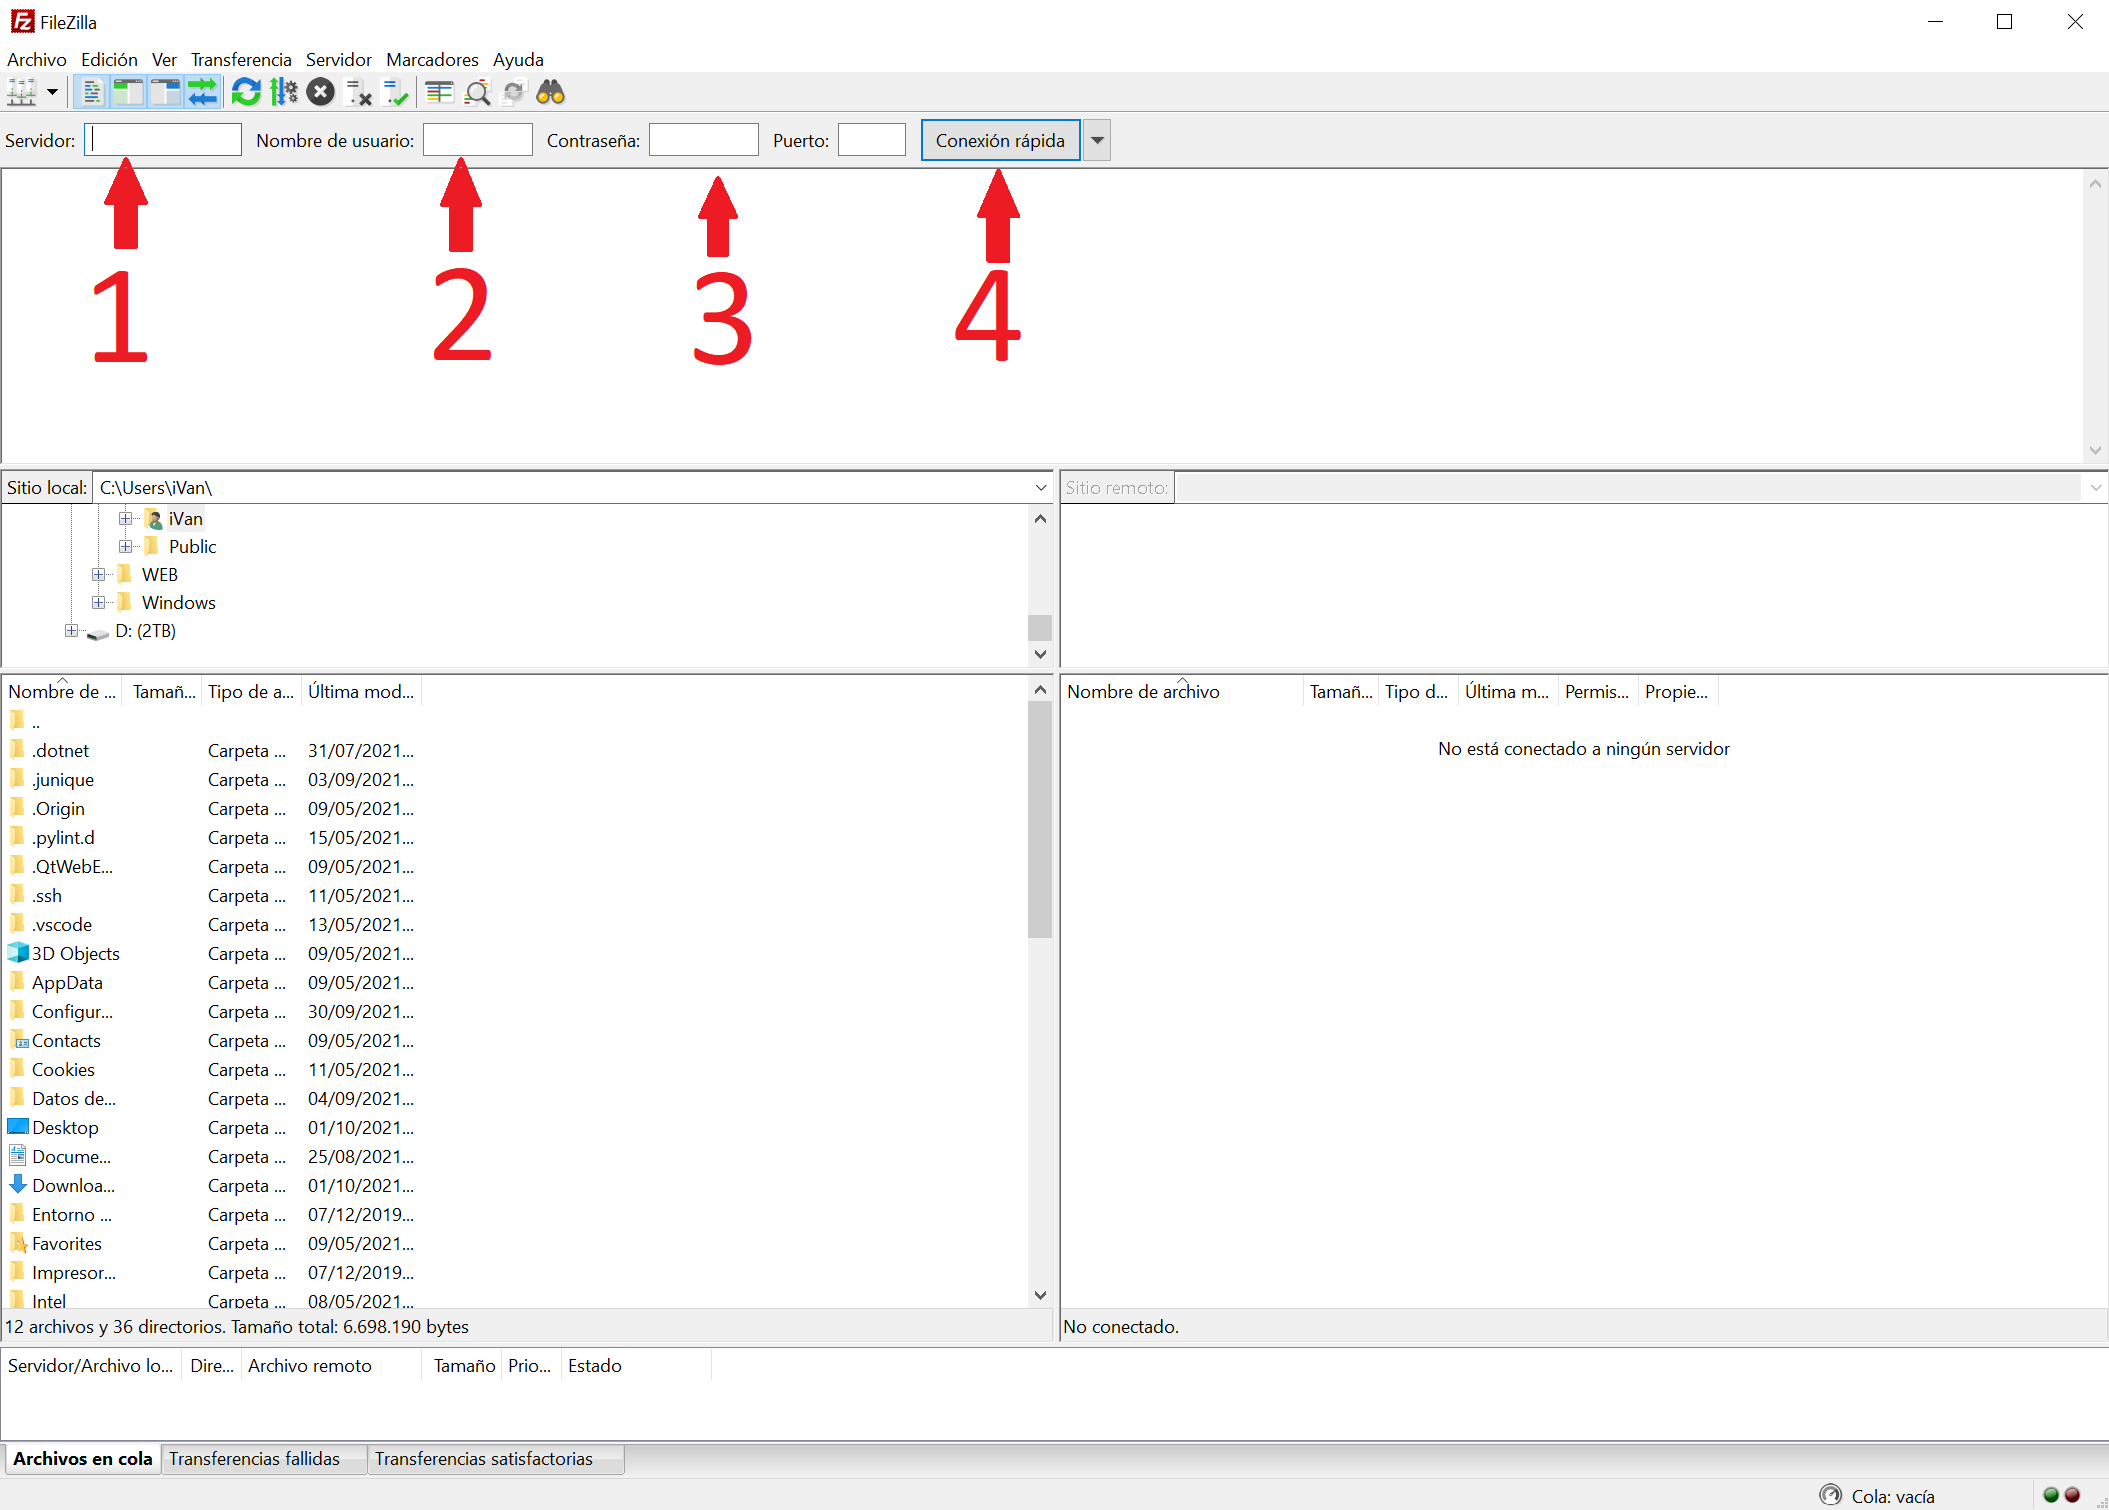 FileZilla
Archivo Edición Ver Transferencia Servidor Marcadores Ayuda
Servidor: Nombre de usuario: Contraseña: Puerto: Conexión rápida
1 2 3 4
Sitio local: C:\Users\iVan\
Sitio remoto:
iVan
Public
WEB
Windows
D: (2TB)
Nombre de ... Tamañ... Tipo de a... Última mod...
..
.dotnet Carpeta ... 31/07/2021...
.junique Carpeta ... 03/09/2021...
.Origin Carpeta ... 09/05/2021...
.pylint.d Carpeta ... 15/05/2021...
.QtWebE... Carpeta ... 09/05/2021...
.ssh Carpeta ... 11/05/2021...
.vscode Carpeta ... 13/05/2021...
3D Objects Carpeta ... 09/05/2021...
AppData Carpeta ... 09/05/2021...
Configur... Carpeta ... 30/09/2021...
Contacts Carpeta ... 09/05/2021...
Cookies Carpeta ... 11/05/2021...
Datos de... Carpeta ... 04/09/2021...
Desktop Carpeta ... 01/10/2021...
Docume... Carpeta ... 25/08/2021...
Downloa... Carpeta ... 01/10/2021...
Entorno ... Carpeta ... 07/12/2019...
Favorites Carpeta ... 09/05/2021...
Impresor... Carpeta ... 07/12/2019...
Intel Carpeta ... 08/05/2021...
12 archivos y 36 directorios. Tamaño total: 6.698.190 bytes
Nombre de archivo Tamañ... Tipo d... Última m... Permis... Propie...
No está conectado a ningún servidor
No conectado.
Servidor/Archivo lo... Dire... Archivo remoto Tamaño Prio... Estado
Archivos en cola Transferencias fallidas Transferencias satisfactorias
Cola: vacía